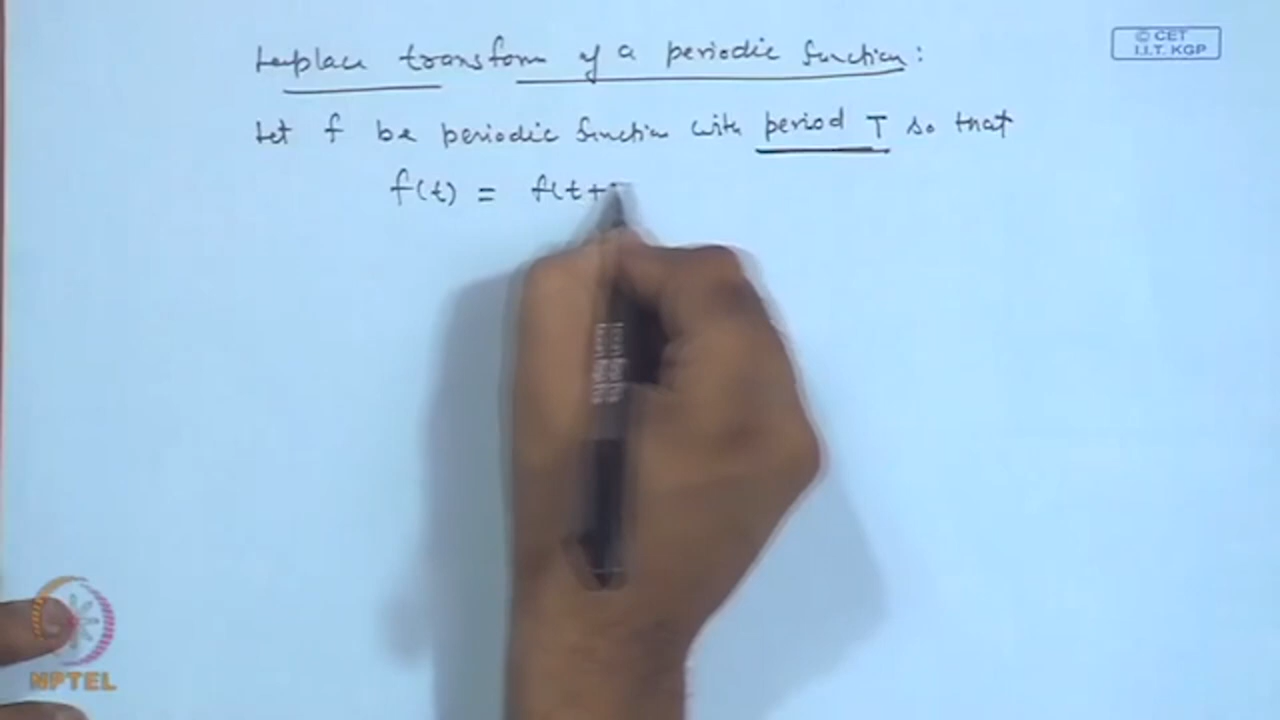 Laplace transform of a periodic function:
Let f be periodic function with period T so that
f(t) = f(t+
© CET
I.I.T. KGP
NPTEL